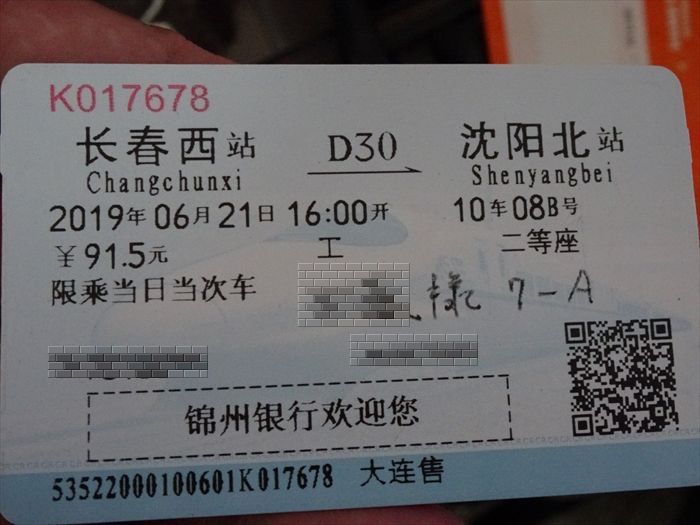 K017678
长春西站 D30 沈阳北站
Changchunxi Shenyangbei
2019年06月21日 16:00开 10车08B号
￥91.5元 工 二等座
限乘当日当次车
様 7-A
锦州银行欢迎您
53522000100601K017678 大连售